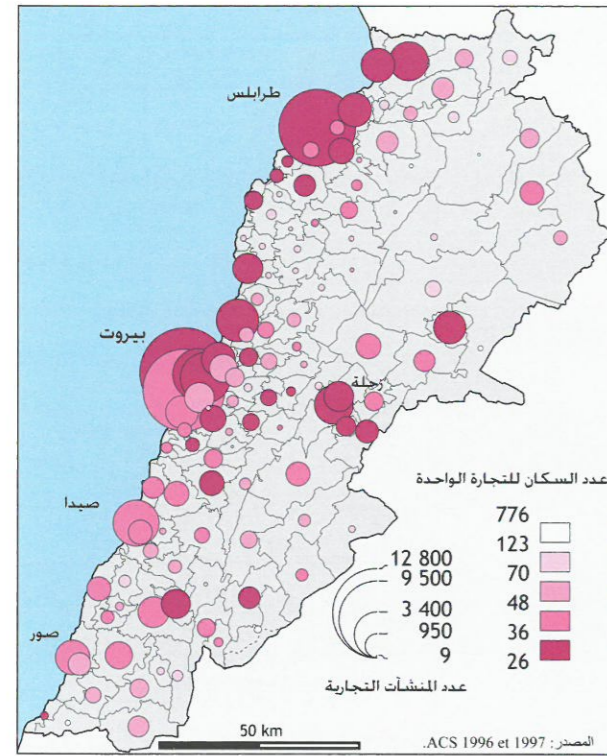 طرابلس
بيروت
زحلة
صيدا
صور
عدد السكان للتجارة الواحدة
776
123
70
48
36
26
12 800
9 500
3 400
950
9
عدد المنشآت التجارية
50 km
المصدر: ACS 1996 et 1997.